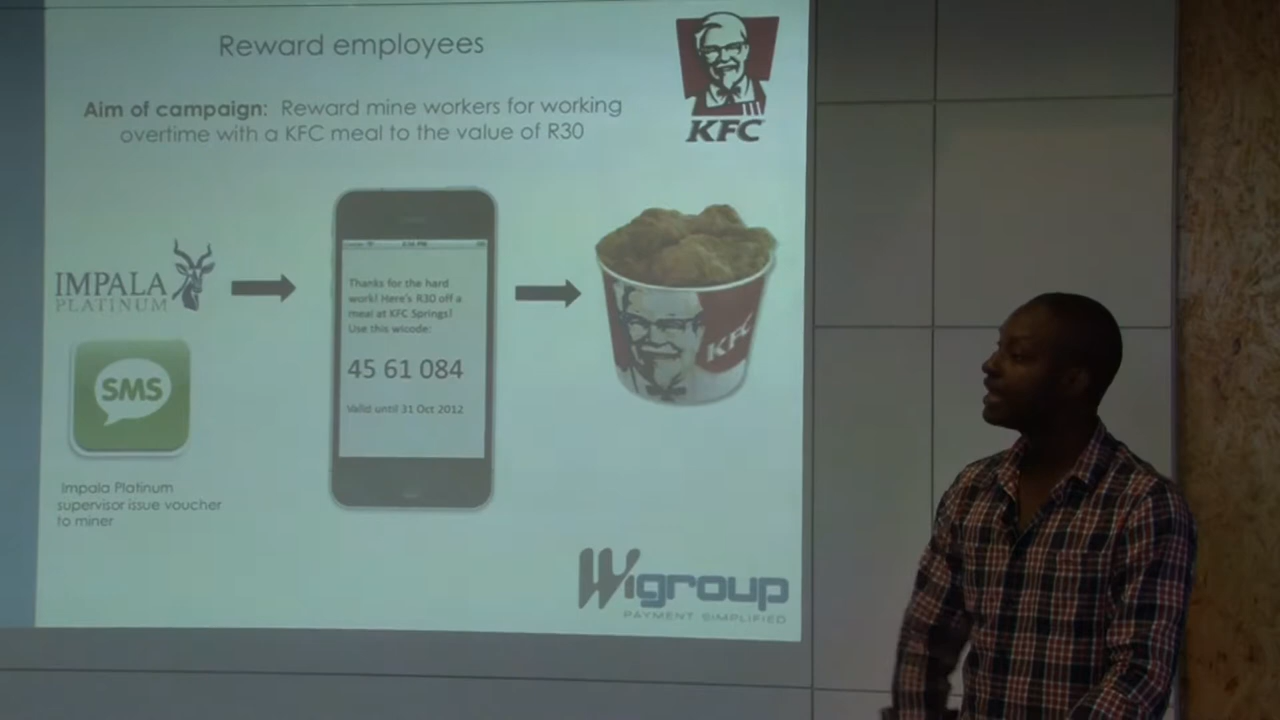 Reward employees
Aim of campaign: Reward mine workers for working
overtime with a KFC meal to the value of R30
KFC
IMPALA
PLATINUM
SMS
Impala Platinum
supervisor issue voucher
to miner
Thanks for the hard
work! Here's R30 off a
meal at KFC Springs?
Use this wicode:
45 61 084
Valid until 31 Oct 2012
KFC
Wigroup
PAYMENT SIMPLIFIED